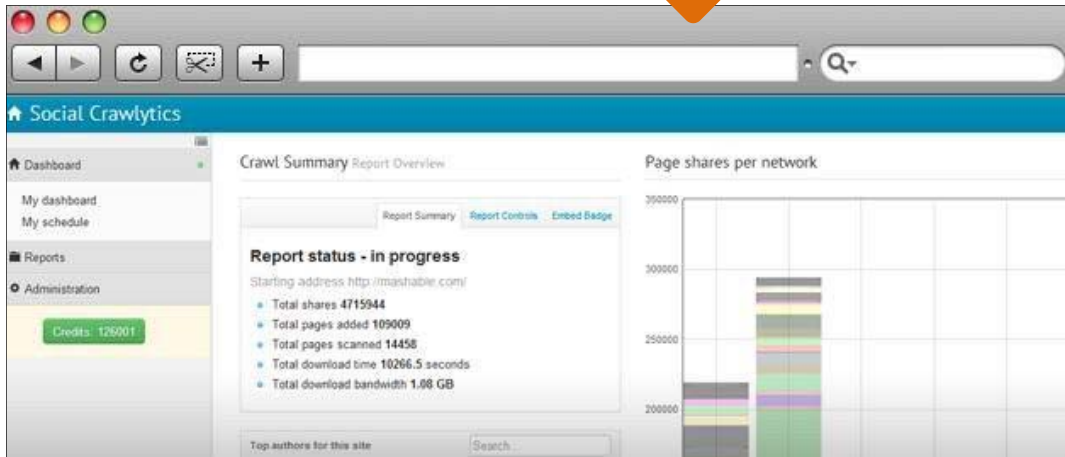 Social Crawlytics
Dashboard
My dashboard
My schedule
Reports
Administration
Credits: 126001
Crawl Summary Report Overview
Report Summary Report Controls Embed Badge
Report status - in progress
Starting address http://mashable.com/
Total shares 4715944
Total pages added 109009
Total pages scanned 14458
Total download time 10266.5 seconds
Total download bandwidth 1.08 GB
Top authors for this site
Search...
Page shares per network
350000
300000
250000
200000